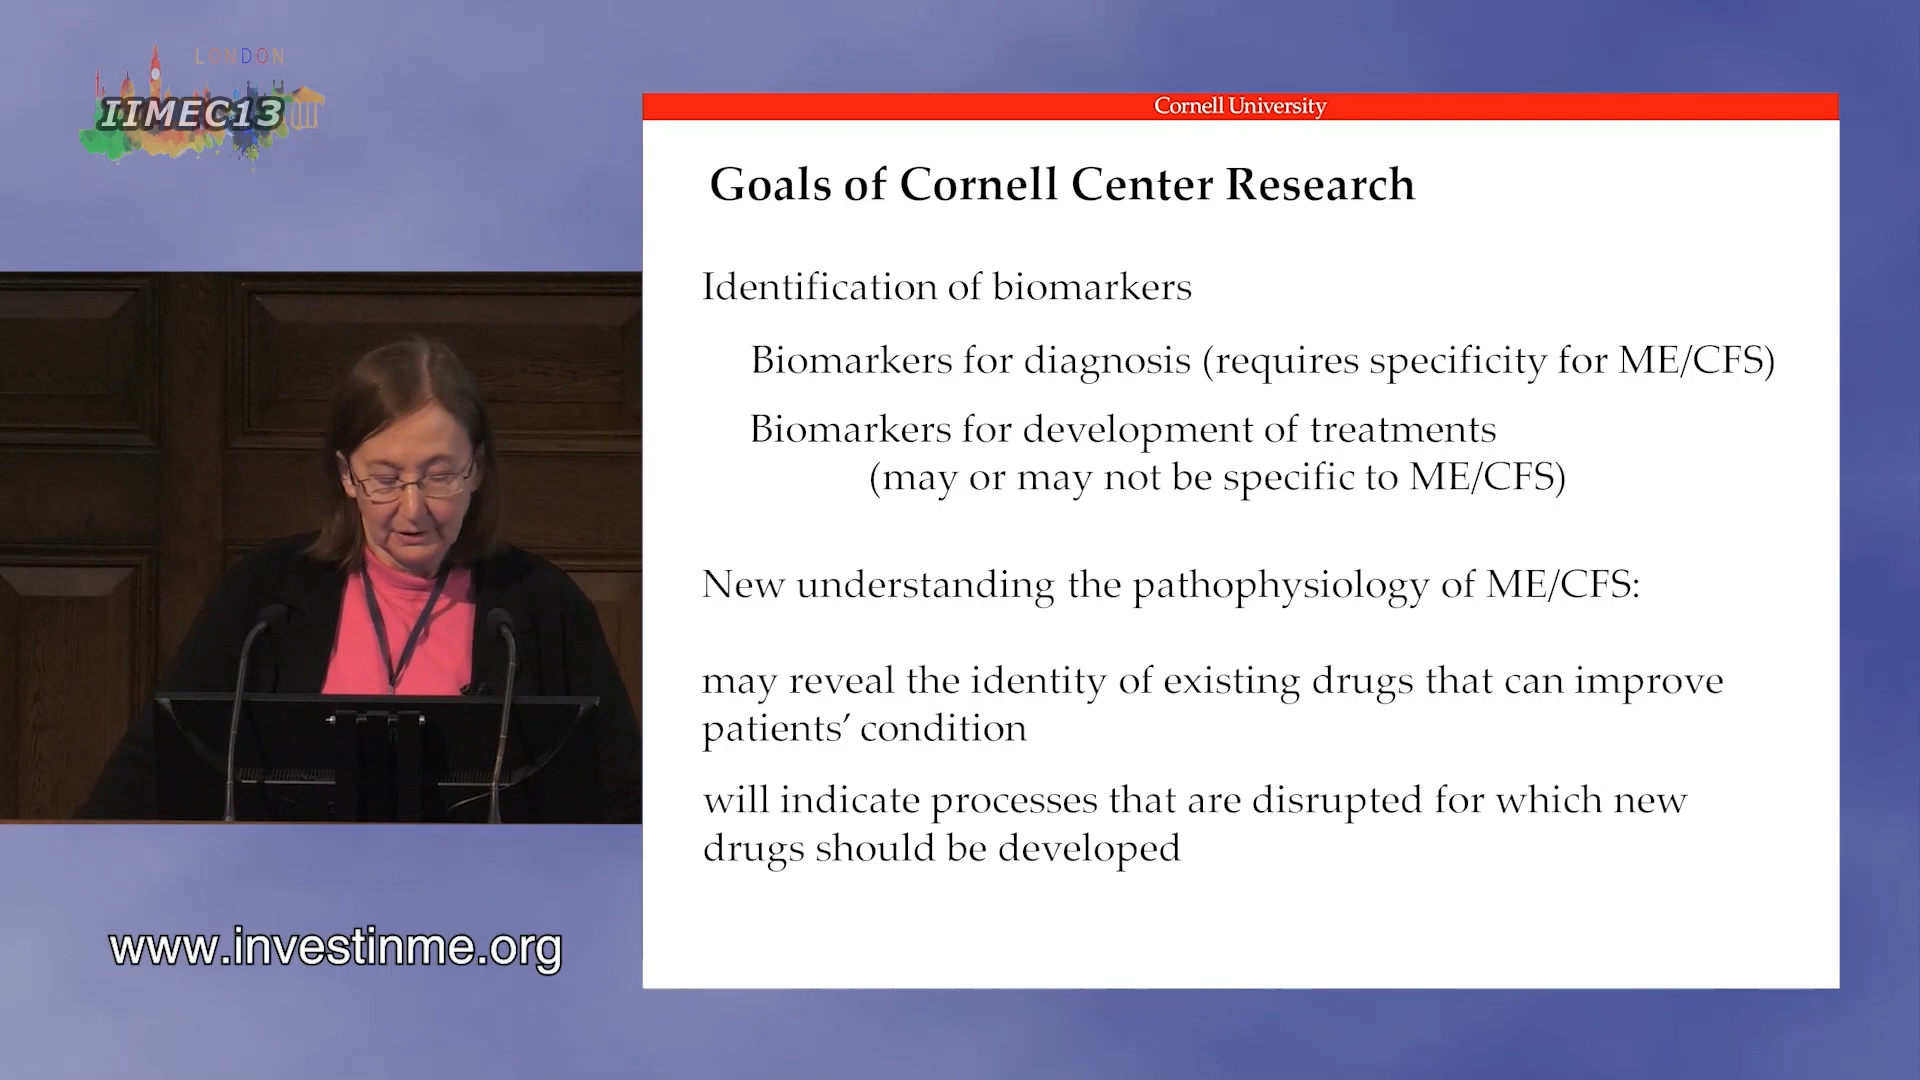 LONDON
IIMEC13
Cornell University
Goals of Cornell Center Research
Identification of biomarkers
Biomarkers for diagnosis (requires specificity for ME/CFS)
Biomarkers for development of treatments
(may or may not be specific to ME/CFS)
New understanding the pathophysiology of ME/CFS:
may reveal the identity of existing drugs that can improve
patients’ condition
will indicate processes that are disrupted for which new
drugs should be developed
www.investinme.org